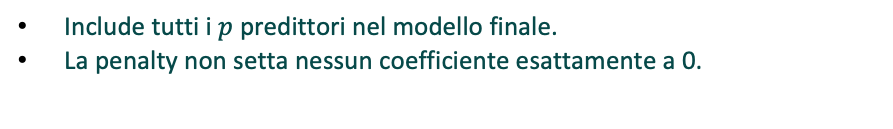 • Include tutti i p predittori nel modello finale.
• La penalty non setta nessun coefficiente esattamente a 0.